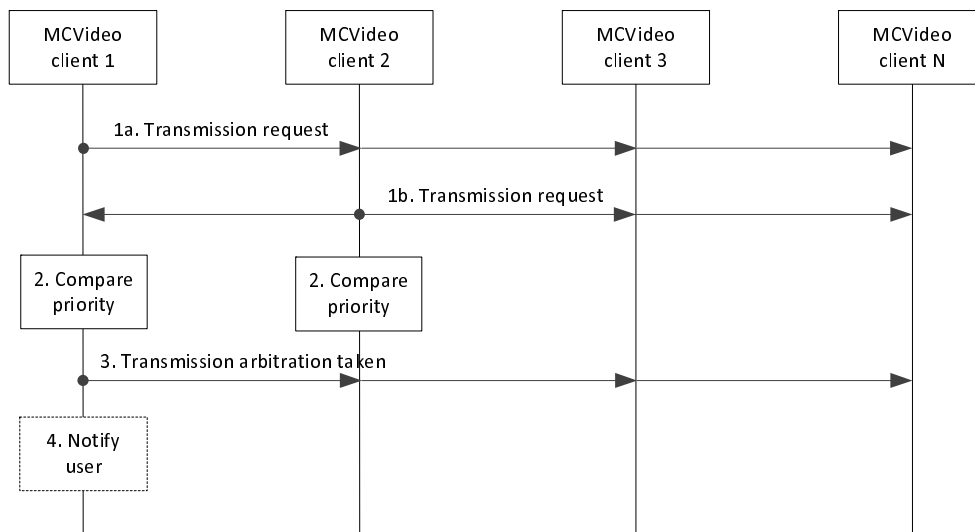 MCVideo
client 1
MCVideo
client 2
MCVideo
client 3
MCVideo
client N
1a. Transmission request
1b. Transmission request
2. Compare
priority
2. Compare
priority
3. Transmission arbitration taken
4. Notify
user